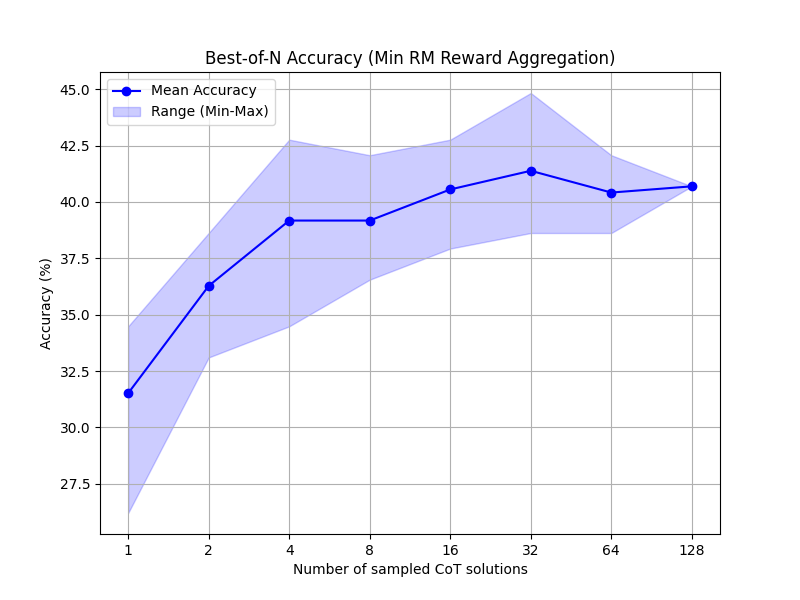 Best-of-N Accuracy (Min RM Reward Aggregation)
Mean Accuracy
Range (Min-Max)
Accuracy (%)
45.0
42.5
40.0
37.5
35.0
32.5
30.0
27.5
1 2 4 8 16 32 64 128
Number of sampled CoT solutions